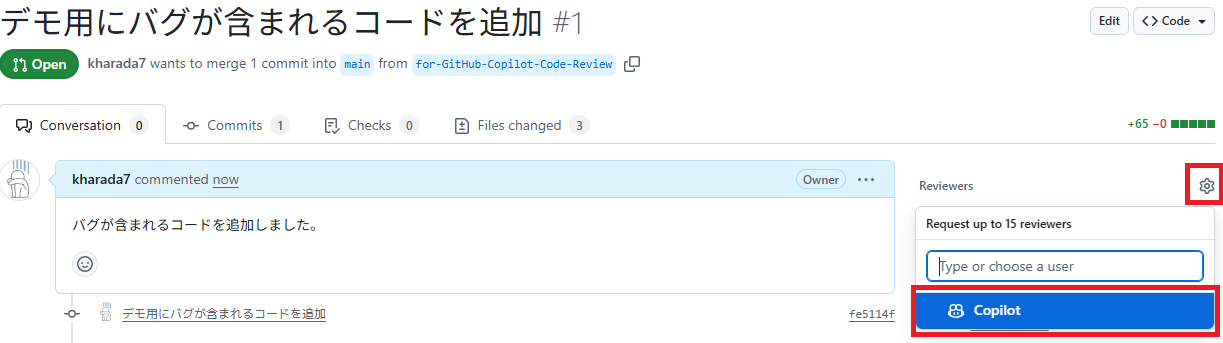 デモ用にバグが含まれるコードを追加 #1
Edit
<> Code
Open
kharada7 wants to merge 1 commit into main from for-GitHub-Copilot-Code-Review
Conversation 0
Commits 1
Checks 0
Files changed 3
+65 −0
kharada7 commented now
Owner
バグが含まれるコードを追加しました。
デモ用にバグが含まれるコードを追加
fe5114f
Reviewers
Request up to 15 reviewers
Type or choose a user
Copilot